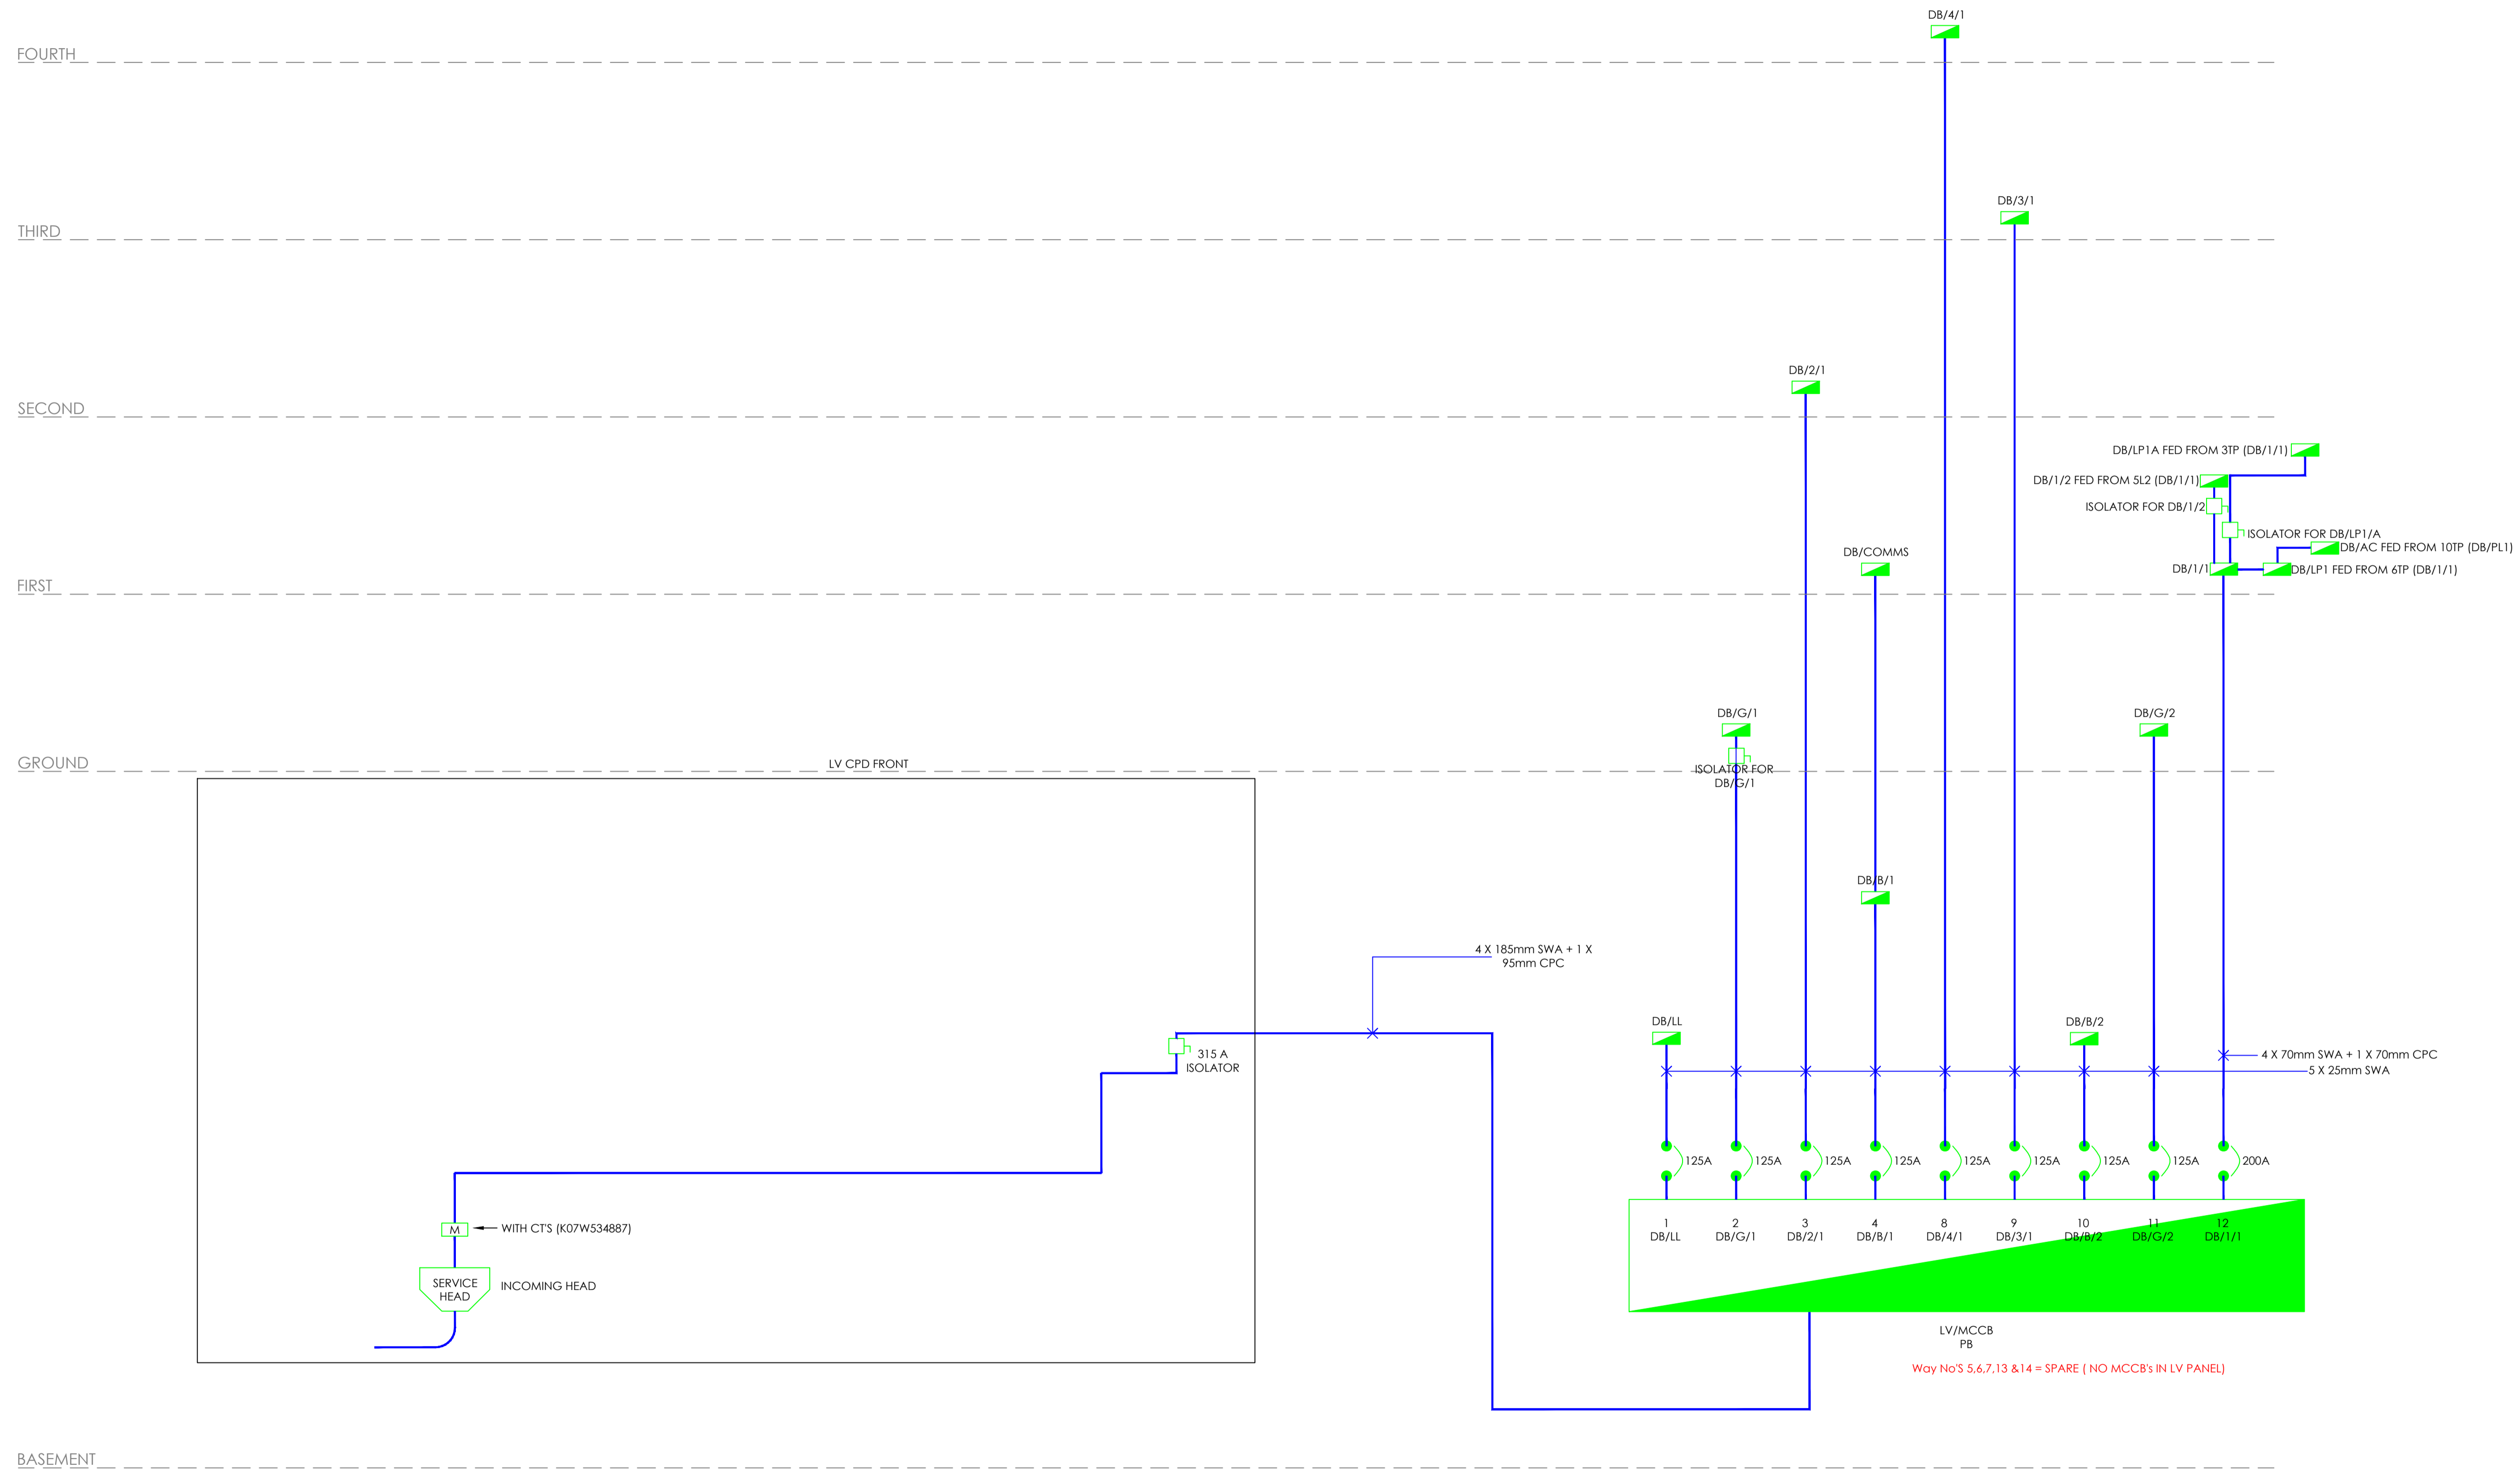 DB/4/1
FOURTH
DB/3/1
THIRD
DB/2/1
SECOND
DB/LP1A FED FROM 3TP (DB/1/1)
DB/1/2 FED FROM 5L2 (DB/1/1)
ISOLATOR FOR DB/1/2
ISOLATOR FOR DB/LP1/A
DB/COMMS
DB/AC FED FROM 10TP (DB/PL1)
DB/1/1
DB/LP1 FED FROM 6TP (DB/1/1)
FIRST
DB/G/1
DB/G/2
GROUND
LV CPD FRONT
ISOLATOR FOR
DB/G/1
DB/B/1
4 X 185mm SWA + 1 X
95mm CPC
DB/LL
DB/B/2
315 A
ISOLATOR
4 X 70mm SWA + 1 X 70mm CPC
5 X 25mm SWA
125A
125A
125A
125A
125A
125A
125A
125A
200A
M
WITH CT'S (K07W534887)
1
DB/LL
2
DB/G/1
3
DB/2/1
4
DB/B/1
8
DB/4/1
9
DB/3/1
10
DB/B/2
11
DB/G/2
12
DB/1/1
SERVICE
HEAD
INCOMING HEAD
LV/MCCB
PB
Way No'S 5,6,7,13 &14 = SPARE ( NO MCCB's IN LV PANEL)
BASEMENT